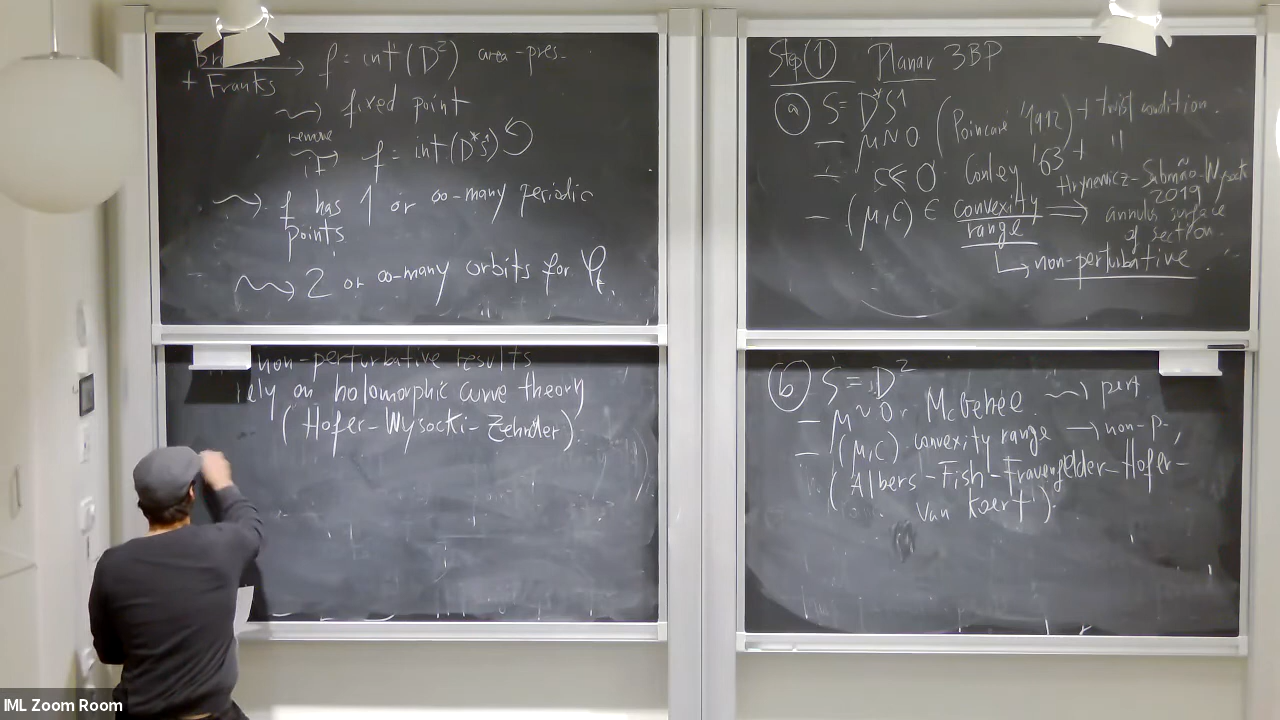 + Franks → f: int(D²) area-pres.
⇝ fixed point
remove
it f: int(D*S¹)
⇝ f has 1 or ∞-many periodic
points
⇝ 2 or ∞-many orbits for φₜ
non-perturbative results
rely on holomorphic curve theory
(Hofer-Wysocki-Zehnder)
Step ① Planar 3BP
ⓐ S = D*S¹
– μ~0 (Poincaré 1912) + twist condition.
– c≪0 Conley '63 + "
Hryniewicz-Salomão-Wysocki
2019
– (μ,c) ∈ convexity range ⟹ annulus surface
of section.
↳ non-perturbative
ⓑ S = D²
– μ~0. McGehee ⇝ pert
– (μ,c) convexity range → non-p.,
(Albers-Fish-Frauenfelder-Hofer-
van Koert).
IML Zoom Room